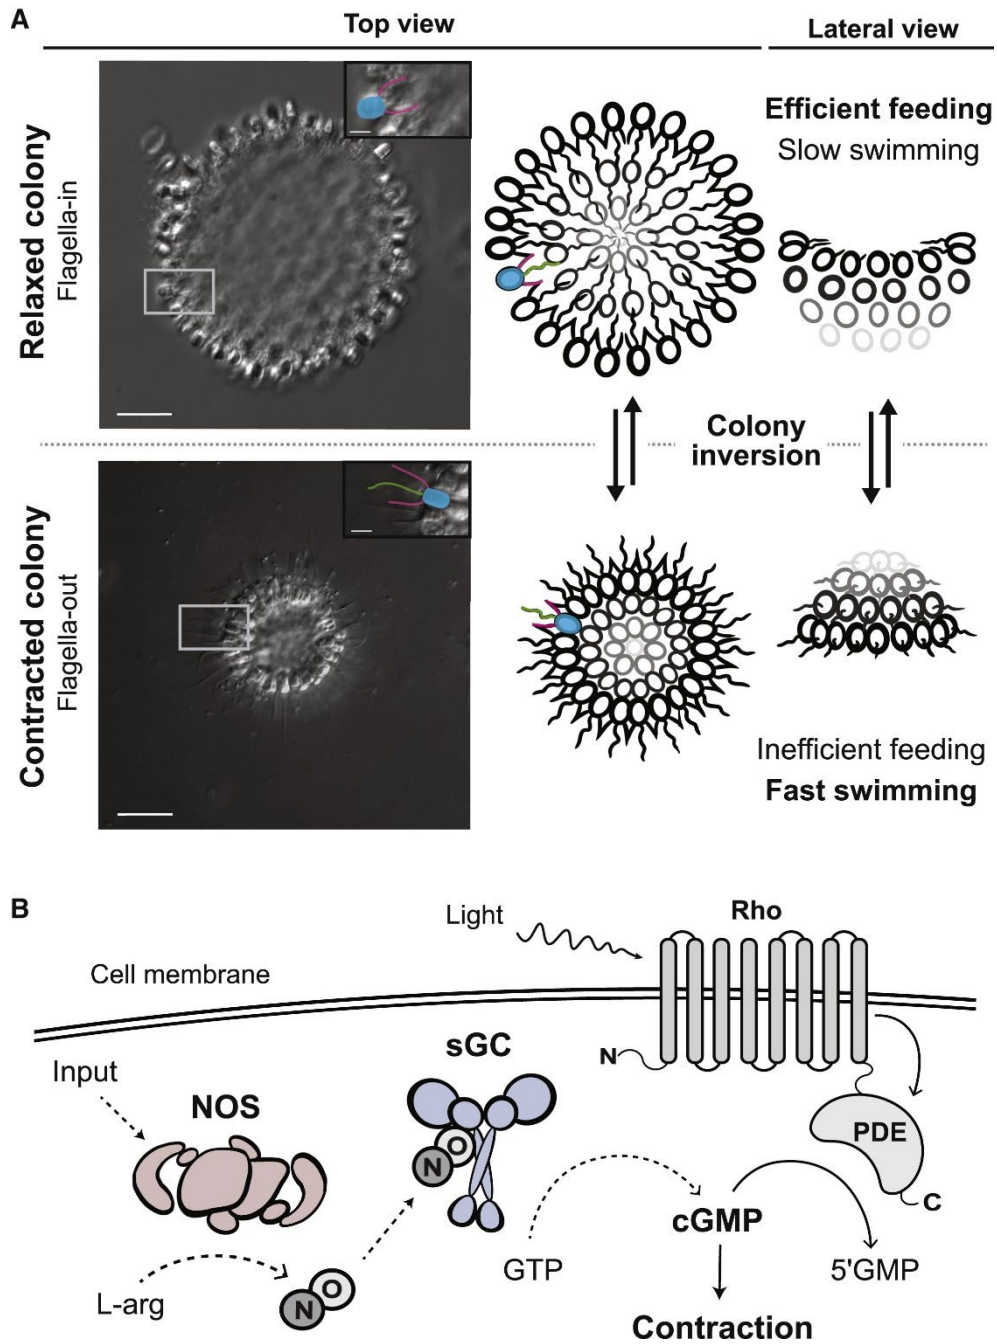 A
Top view
Lateral view
Relaxed colony
Flagella-in
Efficient feeding
Slow swimming
Colony
inversion
Contracted colony
Flagella-out
Inefficient feeding
Fast swimming
B
Light
Rho
Cell membrane
sGC
N
Input
NOS
PDE
O
N
C
cGMP
GTP
5'GMP
L-arg
O
N
Contraction